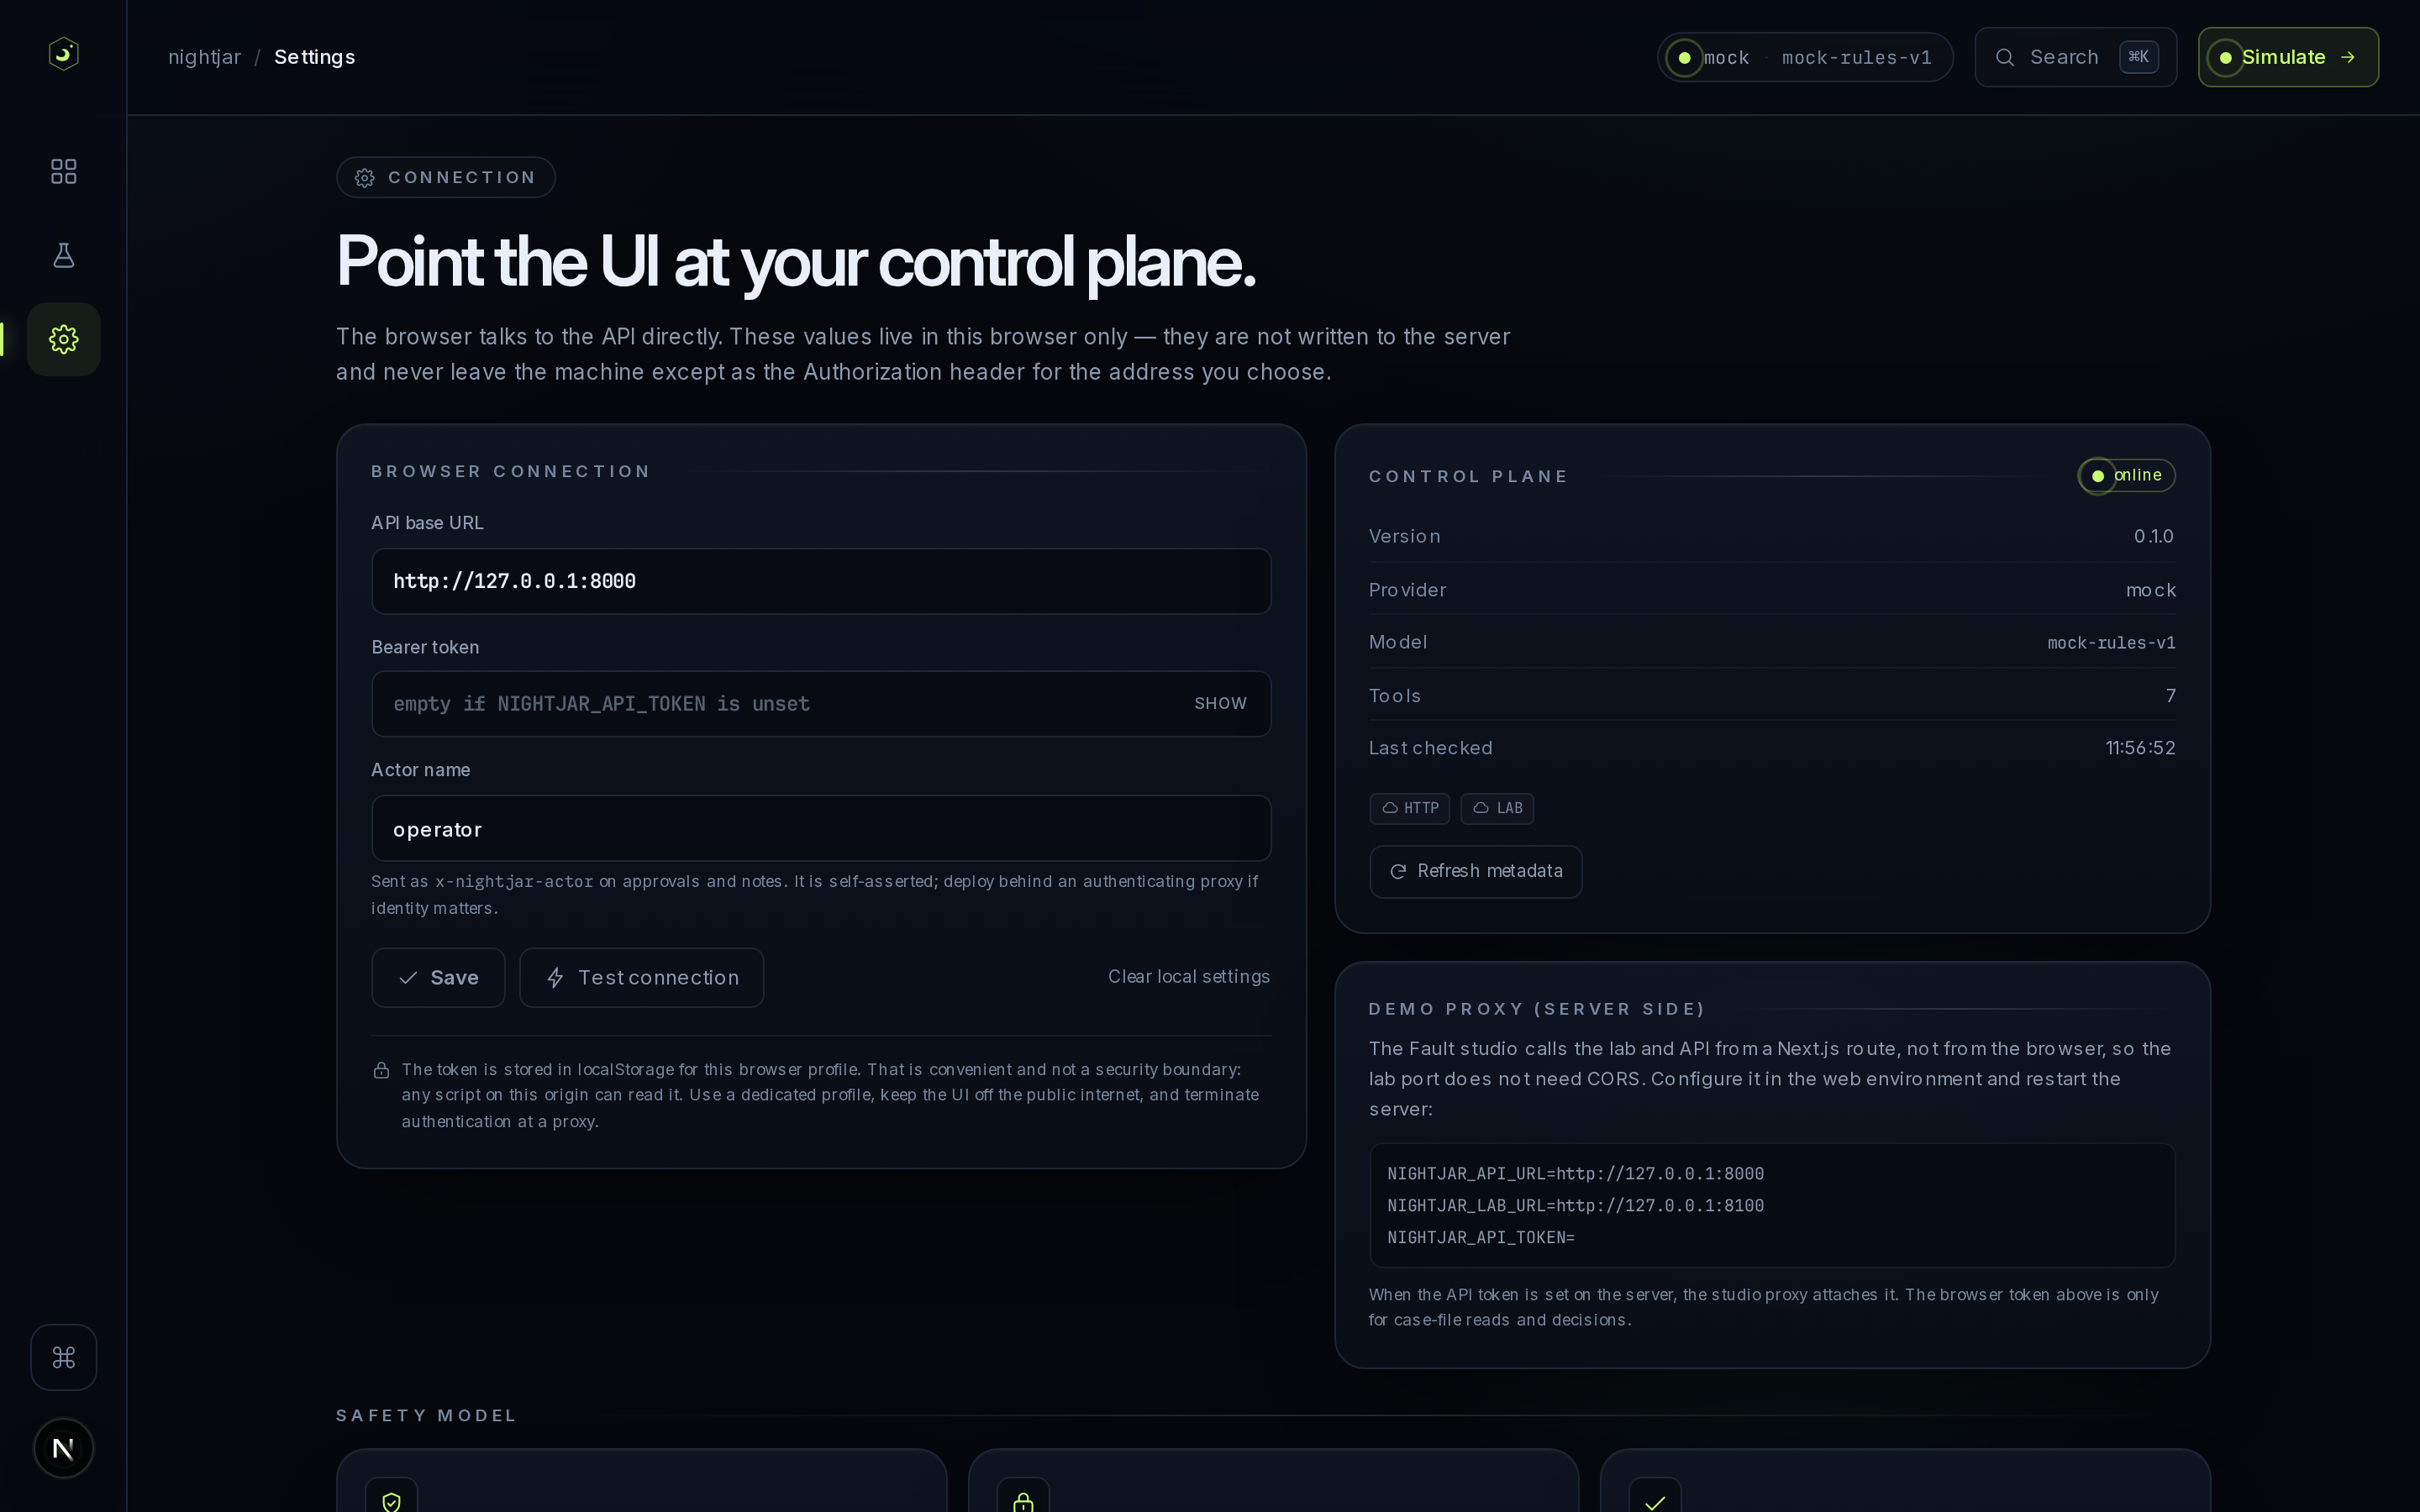 nightjar / Settings
mock · mock-rules-v1
Search ⌘K
Simulate →
CONNECTION
Point the UI at your control plane.
The browser talks to the API directly. These values live in this browser only — they are not written to the server
and never leave the machine except as the Authorization header for the address you choose.
BROWSER CONNECTION
API base URL
http://127.0.0.1:8000
Bearer token
empty if NIGHTJAR_API_TOKEN is unset
SHOW
Actor name
operator
Sent as x-nightjar-actor on approvals and notes. It is self-asserted; deploy behind an authenticating proxy if
identity matters.
Save
Test connection
Clear local settings
The token is stored in localStorage for this browser profile. That is convenient and not a security boundary:
any script on this origin can read it. Use a dedicated profile, keep the UI off the public internet, and terminate
authentication at a proxy.
CONTROL PLANE
online
Version 0.1.0
Provider mock
Model mock-rules-v1
Tools 7
Last checked 11:56:52
HTTP
LAB
Refresh metadata
DEMO PROXY (SERVER SIDE)
The Fault studio calls the lab and API from a Next.js route, not from the browser, so the
lab port does not need CORS. Configure it in the web environment and restart the
server:
NIGHTJAR_API_URL=http://127.0.0.1:8000
NIGHTJAR_LAB_URL=http://127.0.0.1:8100
NIGHTJAR_API_TOKEN=
When the API token is set on the server, the studio proxy attaches it. The browser token above is only
for case-file reads and decisions.
N
SAFETY MODEL